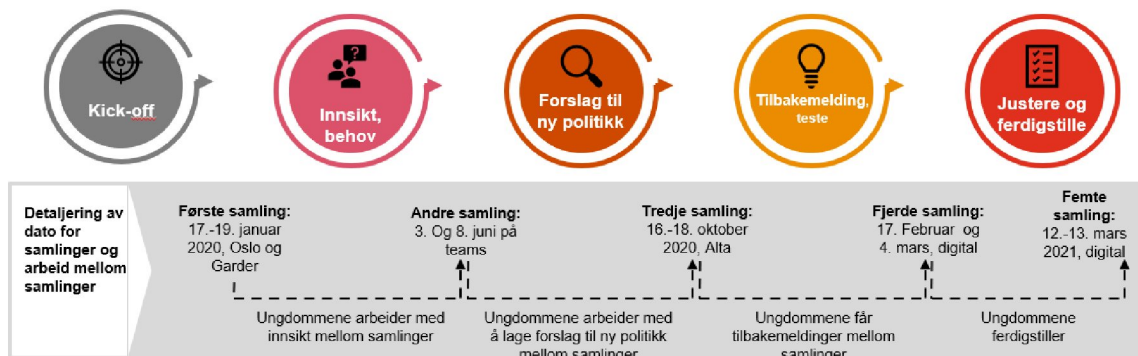 Kick-off
Innsikt,
behov
Forslag til
ny politikk
Tilbakemelding,
teste
Justere og
ferdigstille
Detaljering av
dato for
samlinger og
arbeid mellom
samlinger
Første samling:
17.-19. januar
2020, Oslo og
Garder
Andre samling:
3. Og 8. juni på
teams
Tredje samling:
16.-18. oktober
2020, Alta
Fjerde samling:
17. Februar og
4. mars, digital
Femte
samling:
12.-13. mars
2021, digital
Ungdommene arbeider med
innsikt mellom samlinger
Ungdommene arbeider med
å lage forslag til ny politikk
mellom samlinger
Ungdommene får
tilbakemeldinger mellom
samlinger
Ungdommene
ferdigstiller